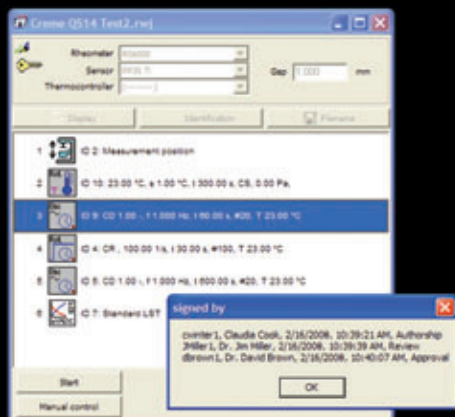 Creme QS14 Test2.rwj
Rheometer RS6000
Sensor
Gap 1.000 mm
Thermocontroller
Display Identification Filename
1 ID 2: Measurement position
2 ID 10: 23.00 °C, ± 1.00 °C, t 300.00 s, CS, 0.00 Pa,
3 ID 9: CD 1.00 -, f 1.000 Hz, t 60.00 s, #20, T 23.00 °C
4 ID 4: CR, 100.00 1/s, t 30.00 s, #100, T 23.00 °C
5 ID 5: CD 1.00 -, f 1.000 Hz, t 600.00 s, #20, T 23.00 °C
6 ID 7: Standard LST
signed by
cwinter1, Claudia Cook, 2/16/2008, 10:39:21 AM, Authorship
JMiller1, Dr. Jim Miller, 2/16/2008, 10:39:39 AM, Review
dbrown1, Dr. David Brown, 2/16/2008, 10:40:07 AM, Approval
OK
Start
Manual control